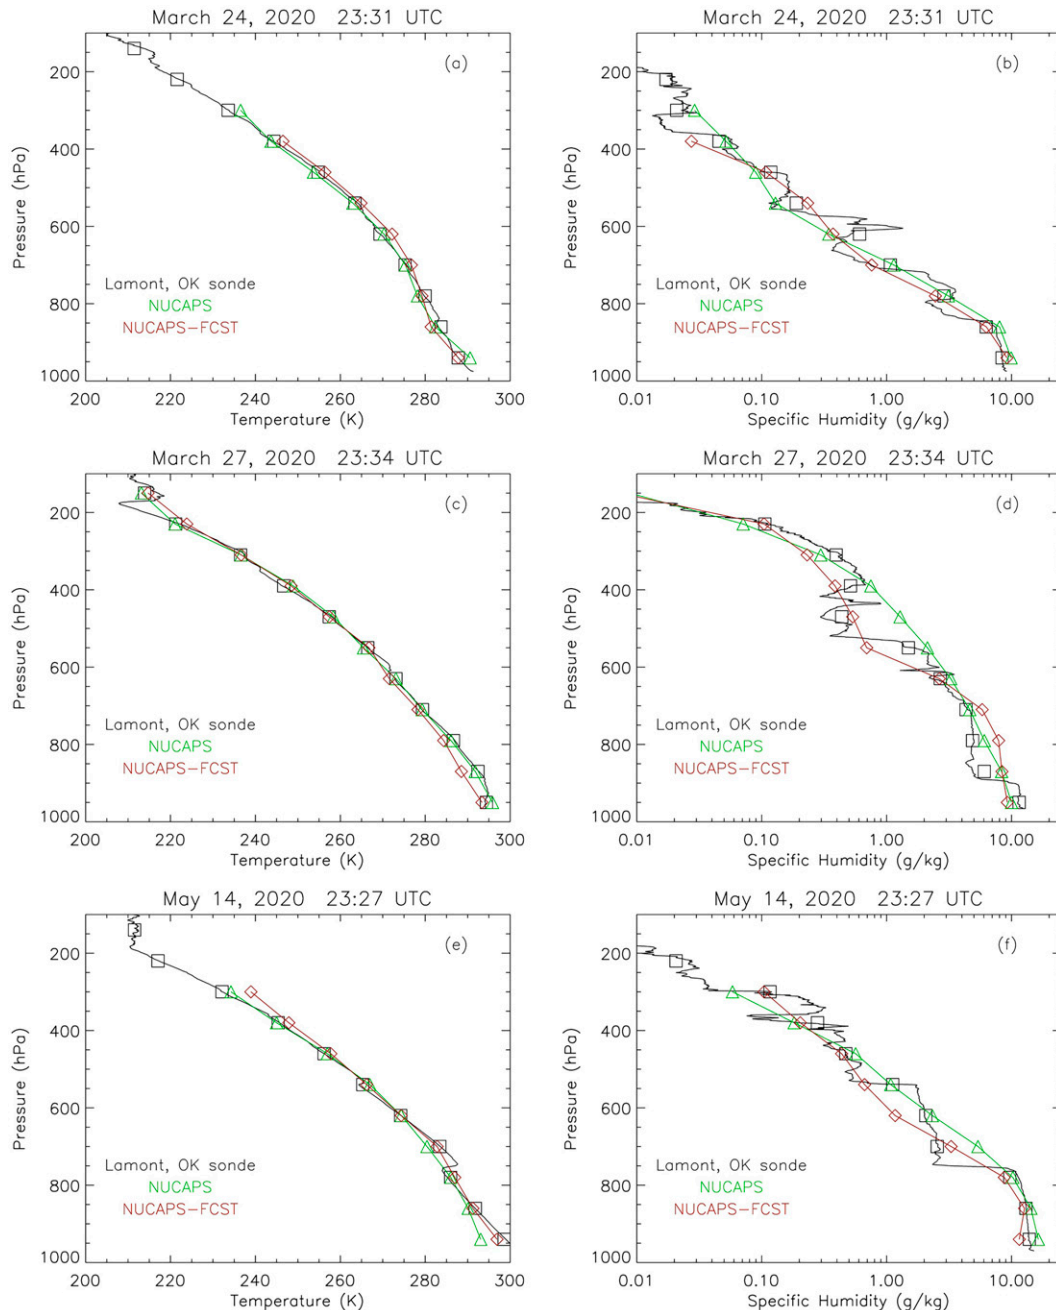 March 24, 2020 23:31 UTC
(a)
200
400
600
800
1000
Pressure (hPa)
Lamont, OK sonde
NUCAPS
NUCAPS-FCST
200 220 240 260 280 300
Temperature (K)
March 24, 2020 23:31 UTC
(b)
200
400
600
800
1000
Pressure (hPa)
Lamont, OK sonde
NUCAPS
NUCAPS-FCST
0.01 0.10 1.00 10.00
Specific Humidity (g/kg)
March 27, 2020 23:34 UTC
(c)
200
400
600
800
1000
Pressure (hPa)
Lamont, OK sonde
NUCAPS
NUCAPS-FCST
200 220 240 260 280 300
Temperature (K)
March 27, 2020 23:34 UTC
(d)
200
400
600
800
1000
Pressure (hPa)
Lamont, OK sonde
NUCAPS
NUCAPS-FCST
0.01 0.10 1.00 10.00
Specific Humidity (g/kg)
May 14, 2020 23:27 UTC
(e)
200
400
600
800
1000
Pressure (hPa)
Lamont, OK sonde
NUCAPS
NUCAPS-FCST
200 220 240 260 280 300
Temperature (K)
May 14, 2020 23:27 UTC
(f)
200
400
600
800
1000
Pressure (hPa)
Lamont, OK sonde
NUCAPS
NUCAPS-FCST
0.01 0.10 1.00 10.00
Specific Humidity (g/kg)